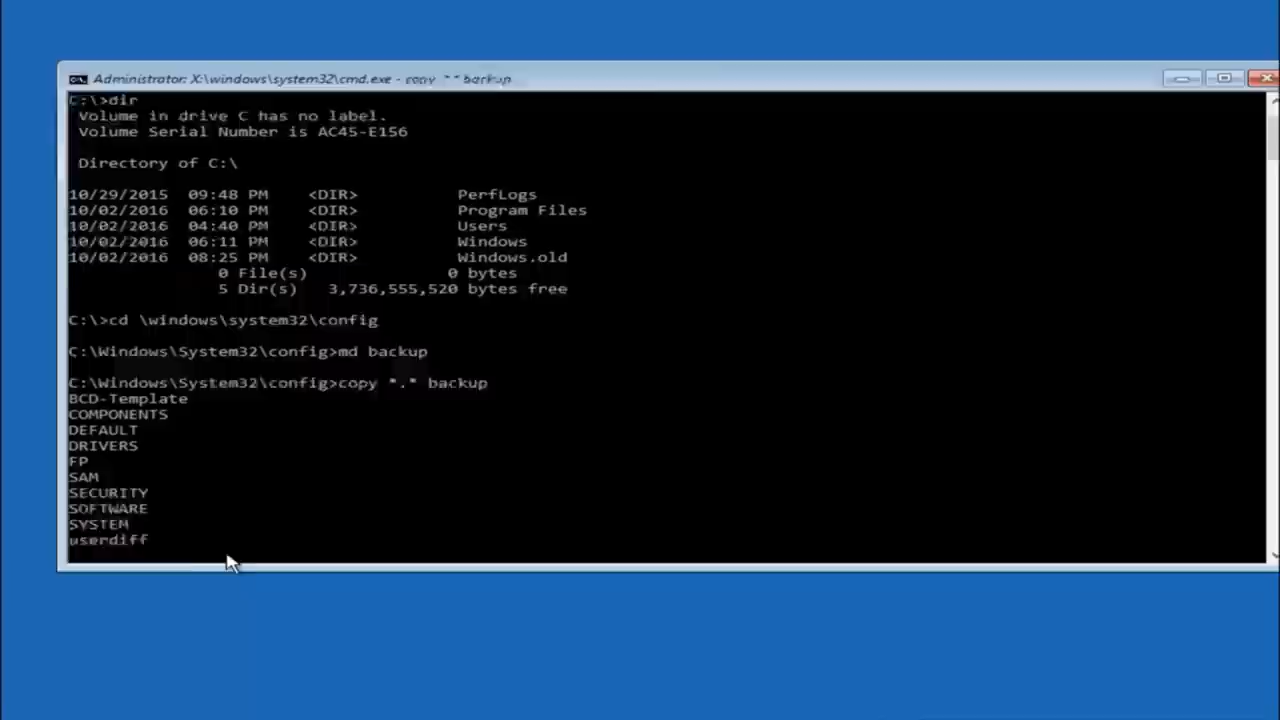 Administrator: X:\windows\system32\cmd.exe - copy *.* backup
C:\>dir
Volume in drive C has no label.
Volume Serial Number is AC45-E156
Directory of C:\
10/29/2015 09:48 PM <DIR> PerfLogs
10/02/2016 06:10 PM <DIR> Program Files
10/02/2016 04:40 PM <DIR> Users
10/02/2016 06:11 PM <DIR> Windows
10/02/2016 08:25 PM <DIR> Windows.old
0 File(s) 0 bytes
5 Dir(s) 3,736,555,520 bytes free
C:\>cd \windows\system32\config
C:\Windows\System32\config>md backup
C:\Windows\System32\config>copy *.* backup
BCD-Template
COMPONENTS
DEFAULT
DRIVERS
FP
SAM
SECURITY
SOFTWARE
SYSTEM
userdiff